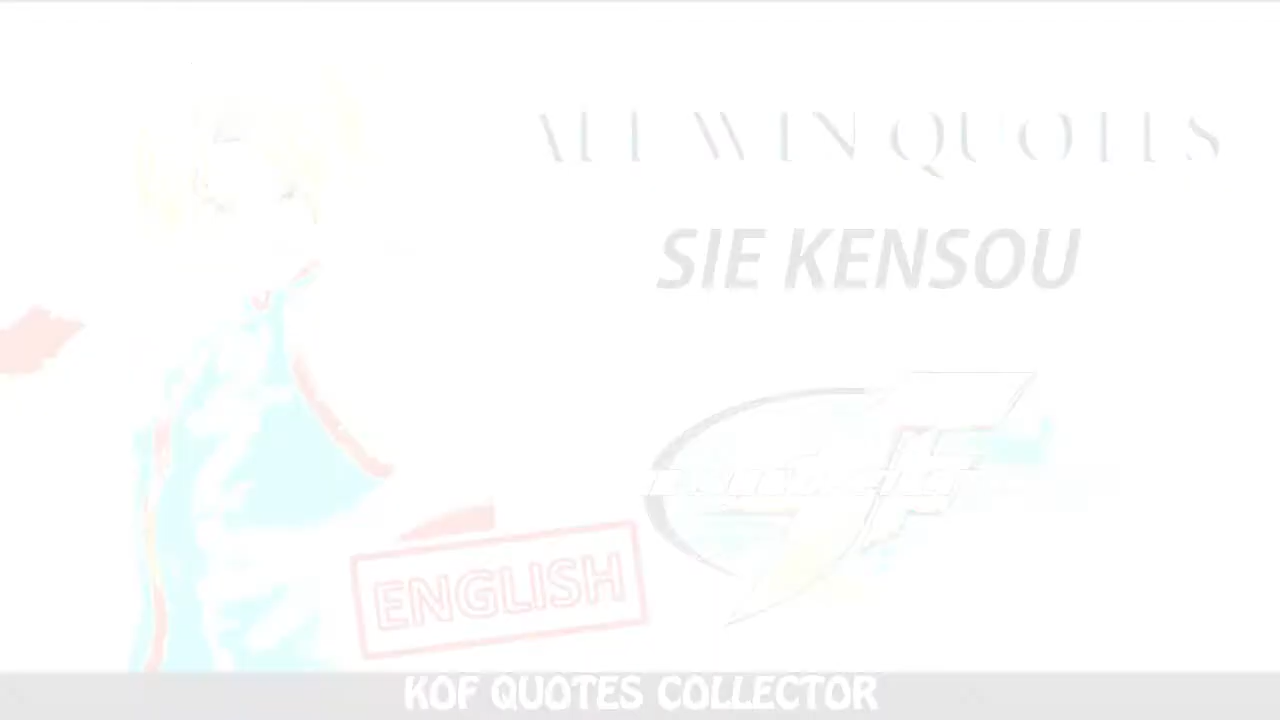 ALL WIN QUOTES
SIE KENSOU
ENGLISH
KOF QUOTES COLLECTOR